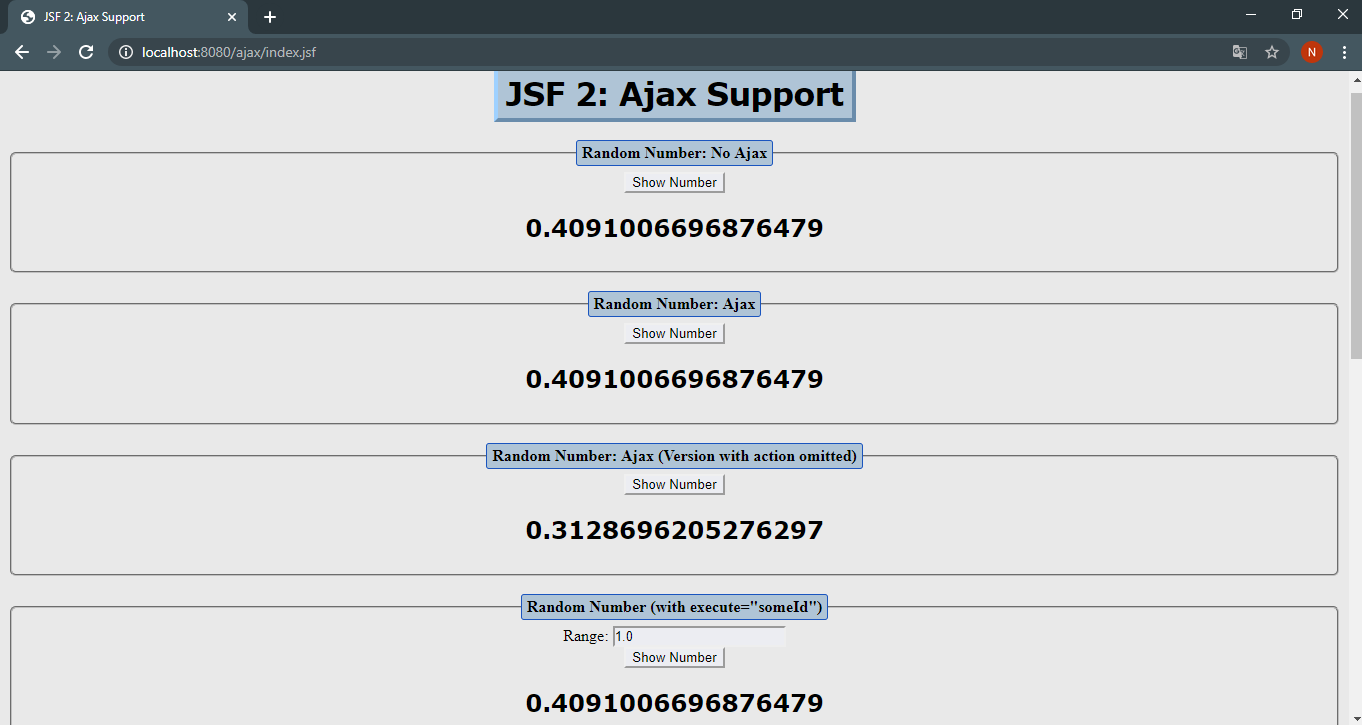 JSF 2: Ajax Support
localhost:8080/ajax/index.jsf
N
JSF 2: Ajax Support
Random Number: No Ajax
Show Number
0.4091006696876479
Random Number: Ajax
Show Number
0.4091006696876479
Random Number: Ajax (Version with action omitted)
Show Number
0.3128696205276297
Random Number (with execute="someId")
Range: 1.0
Show Number
0.4091006696876479